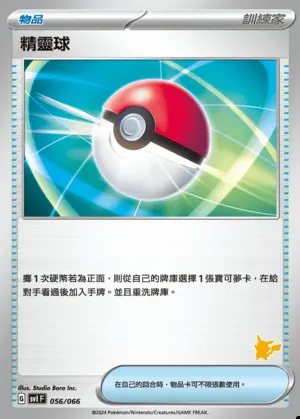 物品
訓練家
精靈球
擲1次硬幣若為正面，則從自己的牌庫選擇1張寶可夢卡，在給
對手看過後加入手牌。並且重洗牌庫。
Illus. Studio Bora Inc.
G svI F 056/066
在自己的回合時，物品卡可不限張數使用。
©2024 Pokémon/Nintendo/Creatures/GAME FREAK.